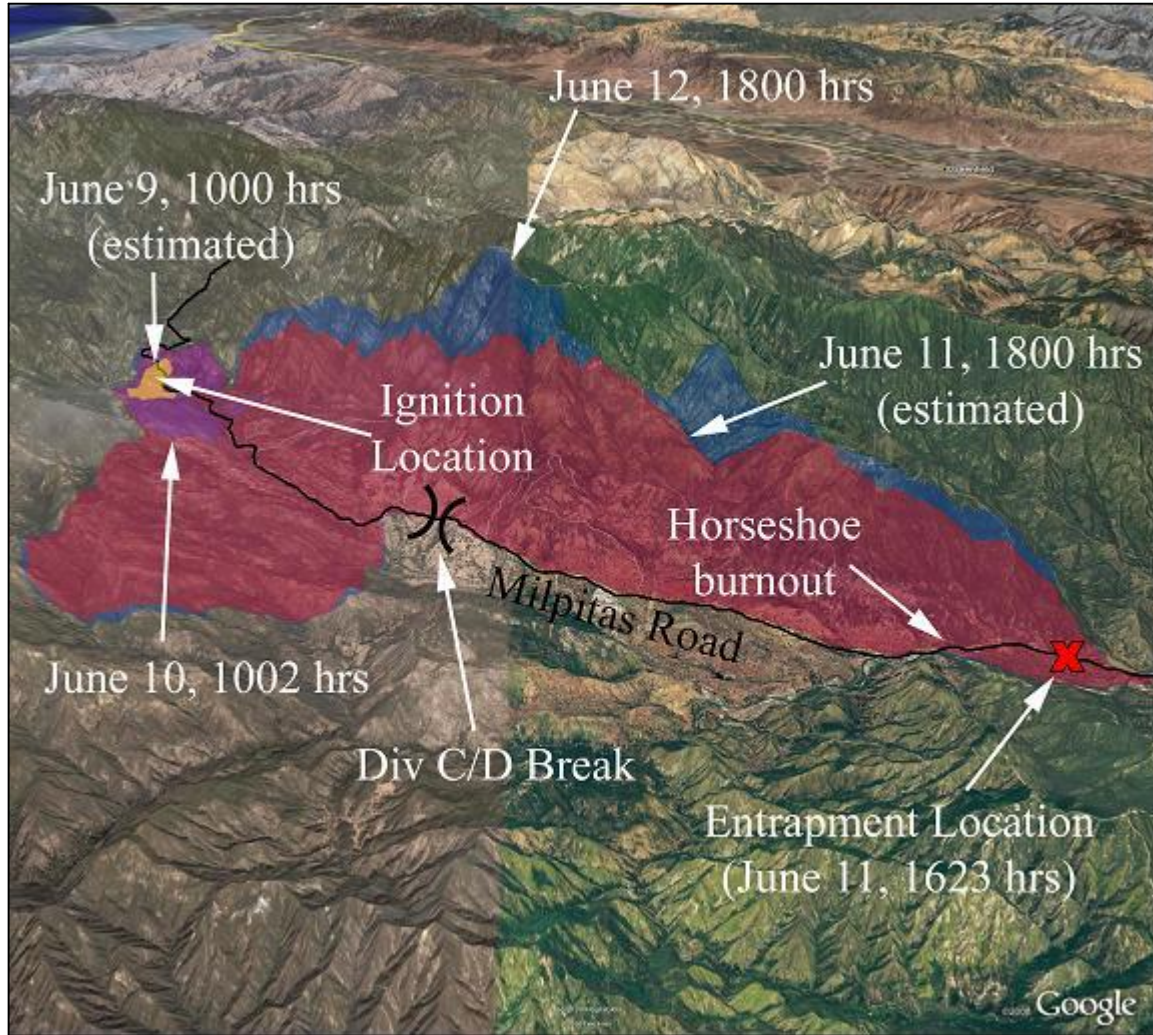 June 12, 1800 hrs
June 9, 1000 hrs
(estimated)
June 11, 1800 hrs
(estimated)
Ignition
Location
Horseshoe
burnout
Milpitas Road
June 10, 1002 hrs
Div C/D Break
Entrapment Location
(June 11, 1623 hrs)
Google